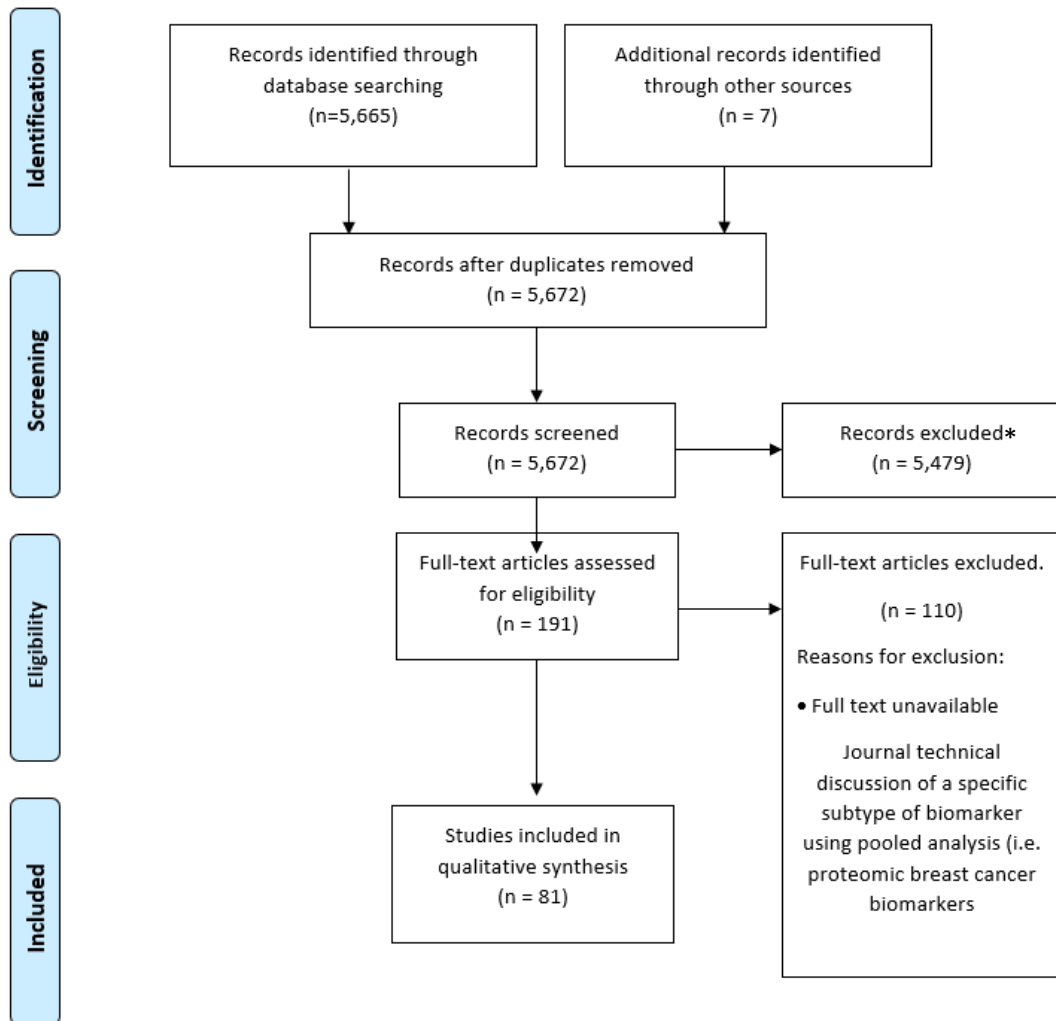 Identification
Records identified through
database searching
(n=5,665)
Additional records identified
through other sources
(n = 7)
Records after duplicates removed
(n = 5,672)
Screening
Records screened
(n = 5,672)
Records excluded*
(n = 5,479)
Eligibility
Full-text articles assessed
for eligibility
(n = 191)
Full-text articles excluded.
(n = 110)
Reasons for exclusion:
• Full text unavailable
Journal technical
discussion of a specific
subtype of biomarker
using pooled analysis (i.e.
proteomic breast cancer
biomarkers
Included
Studies included in
qualitative synthesis
(n = 81)